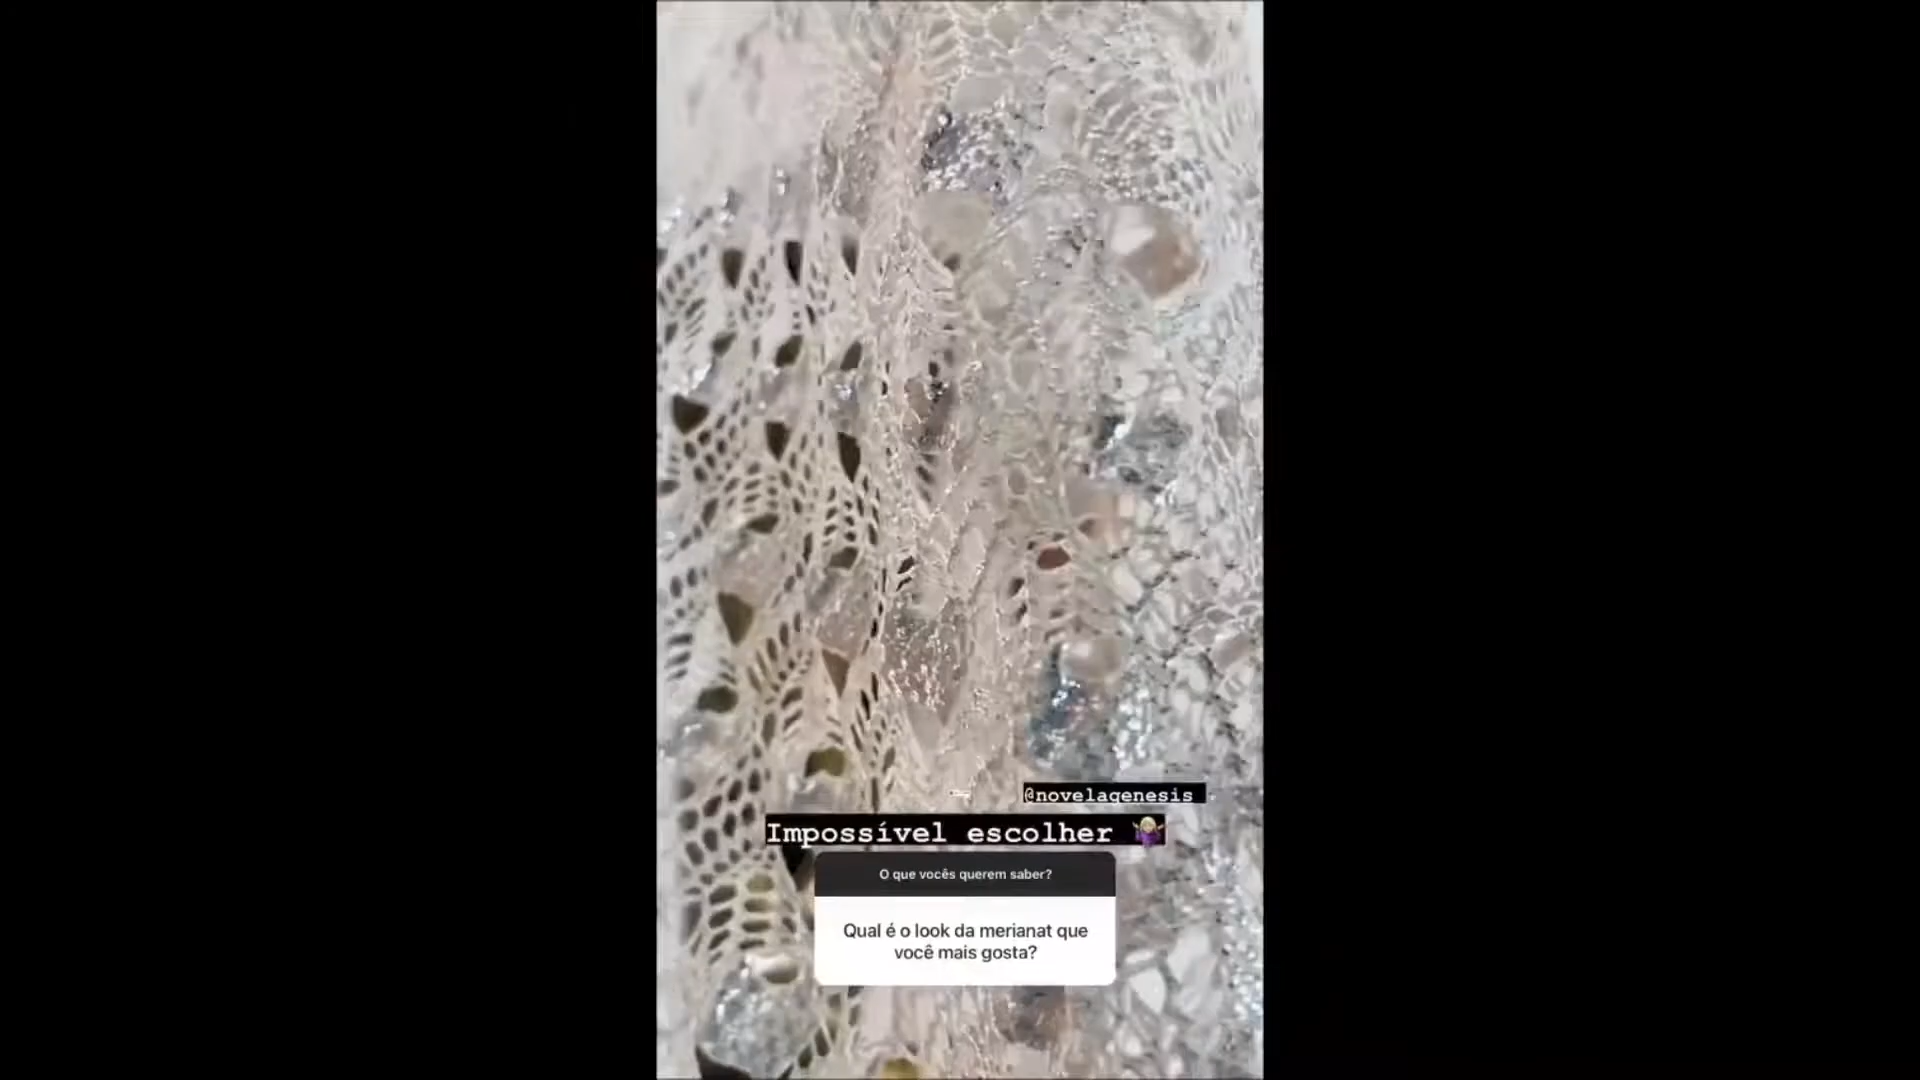 @novelagenesis
Impossível escolher 🤷🏼‍♀️
O que vocês querem saber?
Qual é o look da merianat que
você mais gosta?